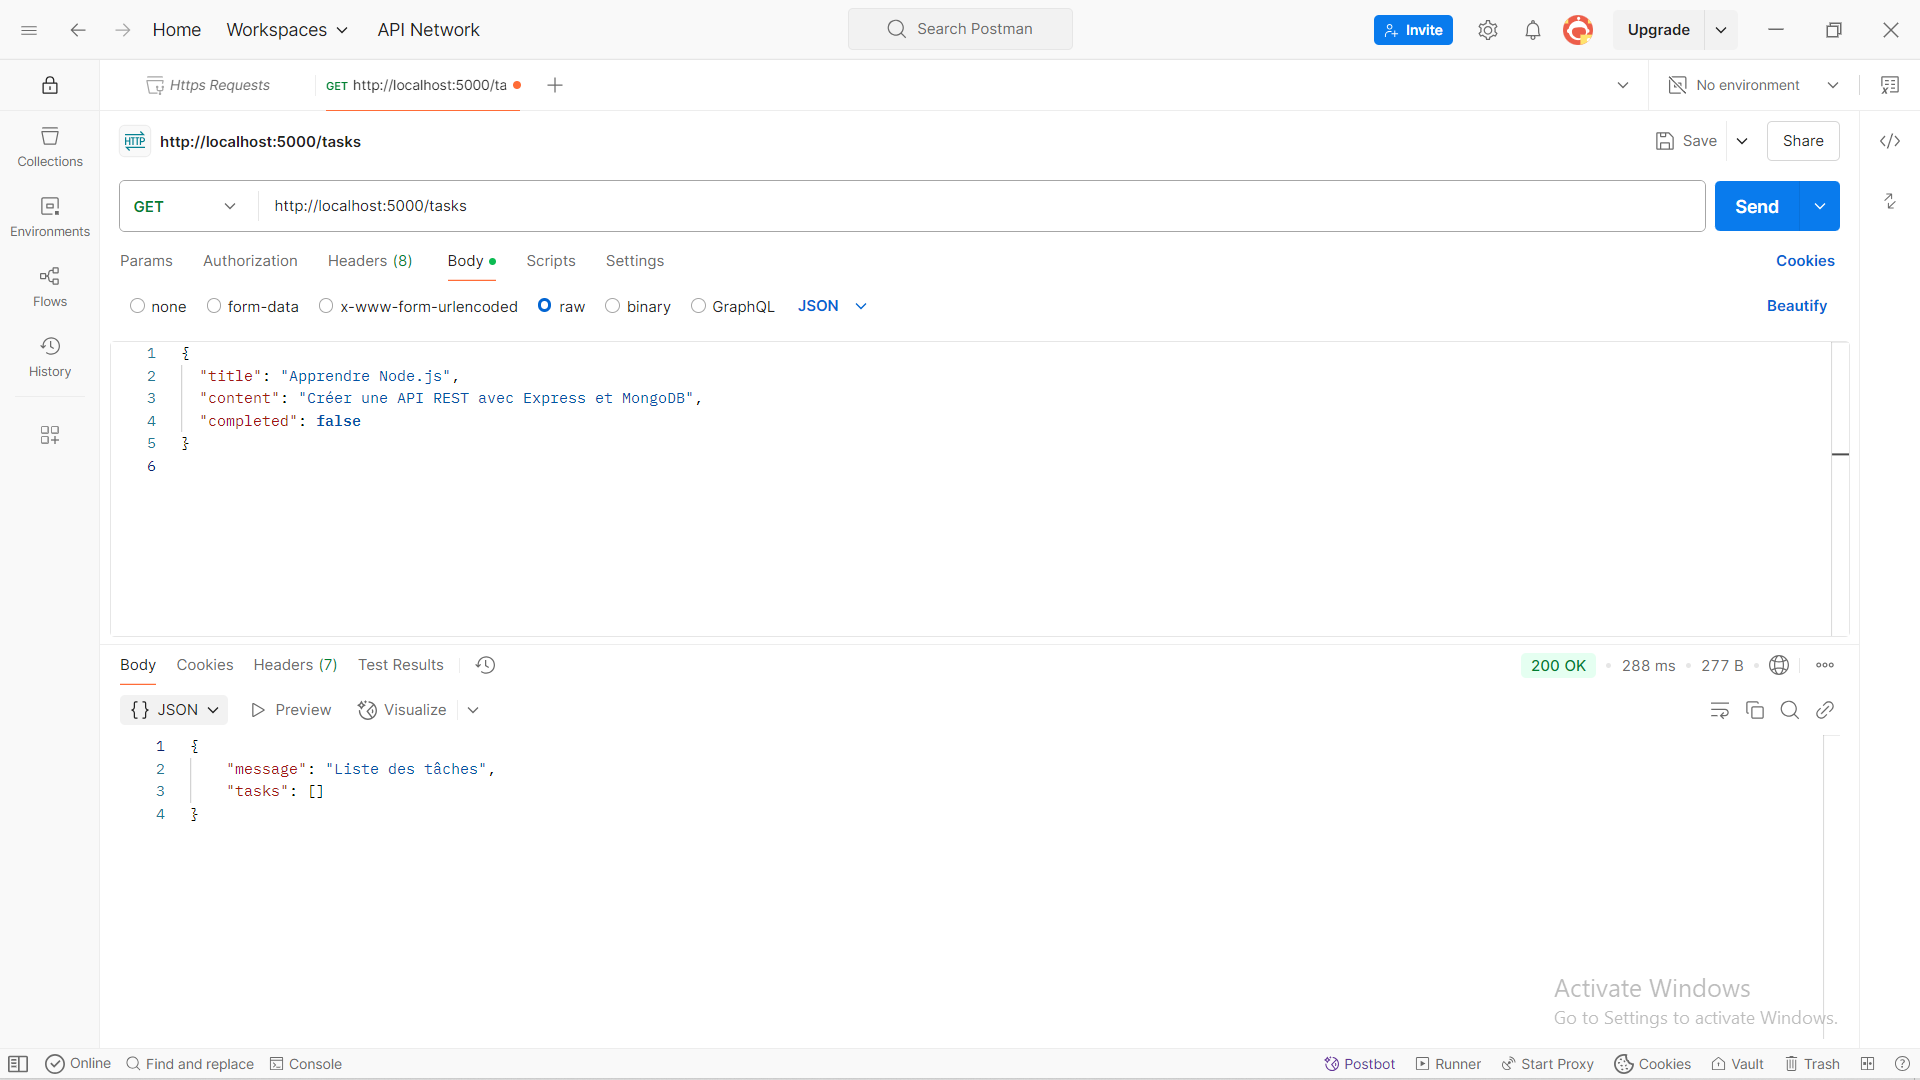 Home Workspaces API Network Search Postman Invite Upgrade
Https Requests GET http://localhost:5000/ta No environment
HTTP http://localhost:5000/tasks Save Share
GET http://localhost:5000/tasks Send
Params Authorization Headers (8) Body Scripts Settings Cookies
none form-data x-www-form-urlencoded raw binary GraphQL JSON Beautify
Collections
Environments
Flows
History
1 {
2 "title": "Apprendre Node.js",
3 "content": "Créer une API REST avec Express et MongoDB",
4 "completed": false
5 }
6
Body Cookies Headers (7) Test Results 200 OK 288 ms 277 B
{} JSON Preview Visualize
1 {
2 "message": "Liste des tâches",
3 "tasks": []
4 }
Activate Windows
Go to Settings to activate Windows.
Online Find and replace Console Postbot Runner Start Proxy Cookies Vault Trash